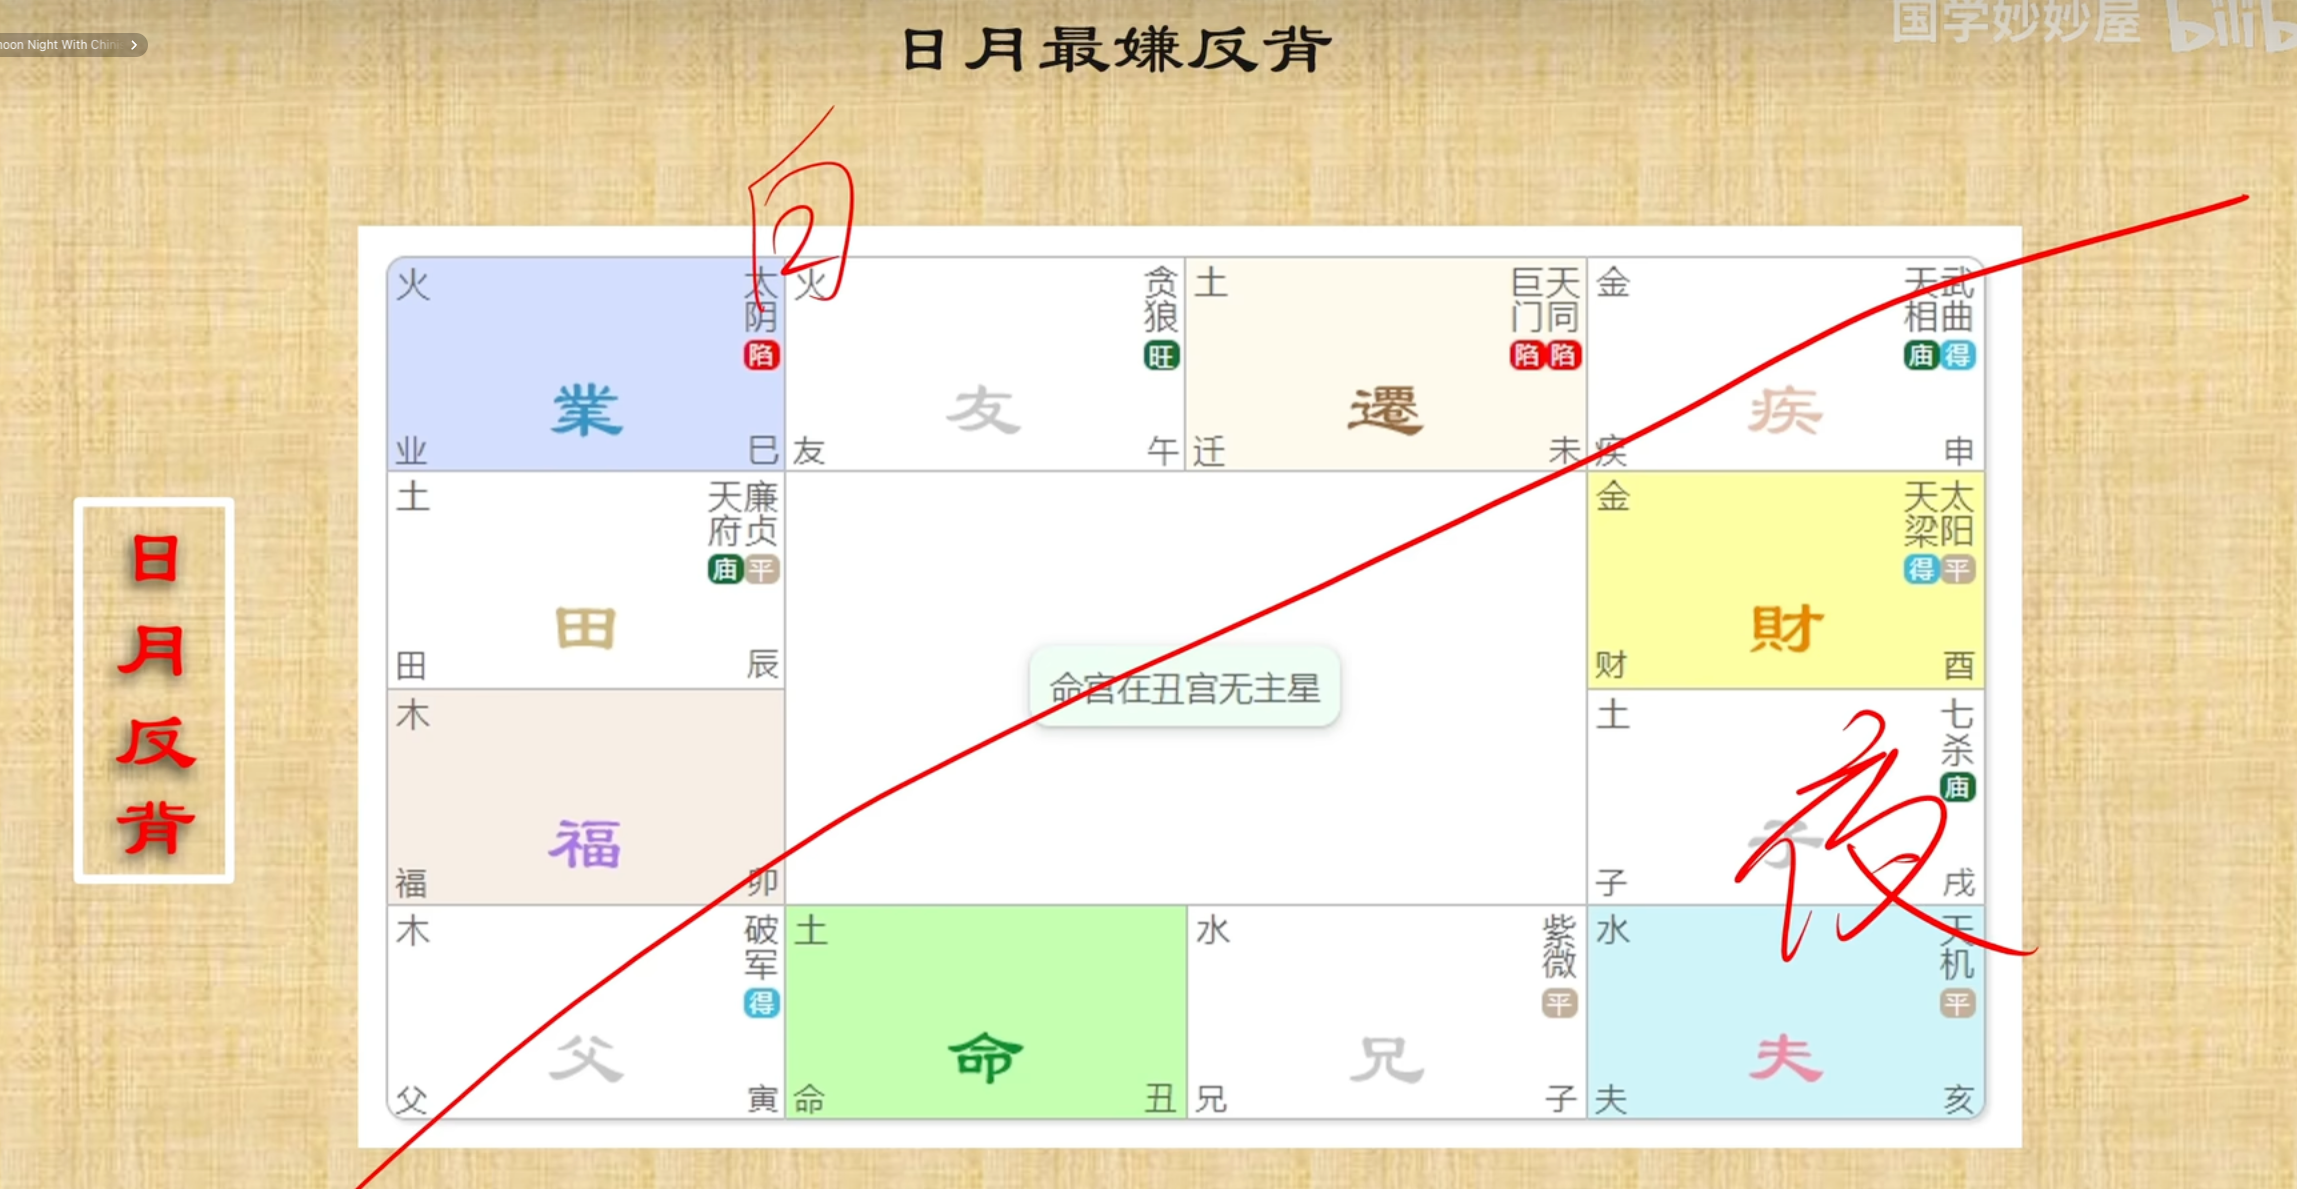 国学妙妙屋 bilib
oon Night With Chin
日月最嫌反背
火 太阴 陷 業 业 巳
火 贪狼 旺 友 友 午
土 巨门 天同 陷 陷 遷 迁 未
金 天相 武曲 庙 得 疾 疾 申
土 天府 廉贞 庙 平 田 田 辰
金 天梁 太阳 得 平 財 财 酉
日月反背
命宫在丑宫无主星
木 福 福 卯
土 七杀 庙 子 子 戌
夜
木 破军 得 父 父 寅
土 命 命 丑
水 紫微 平 兄 兄 子
水 天机 平 夫 夫 亥